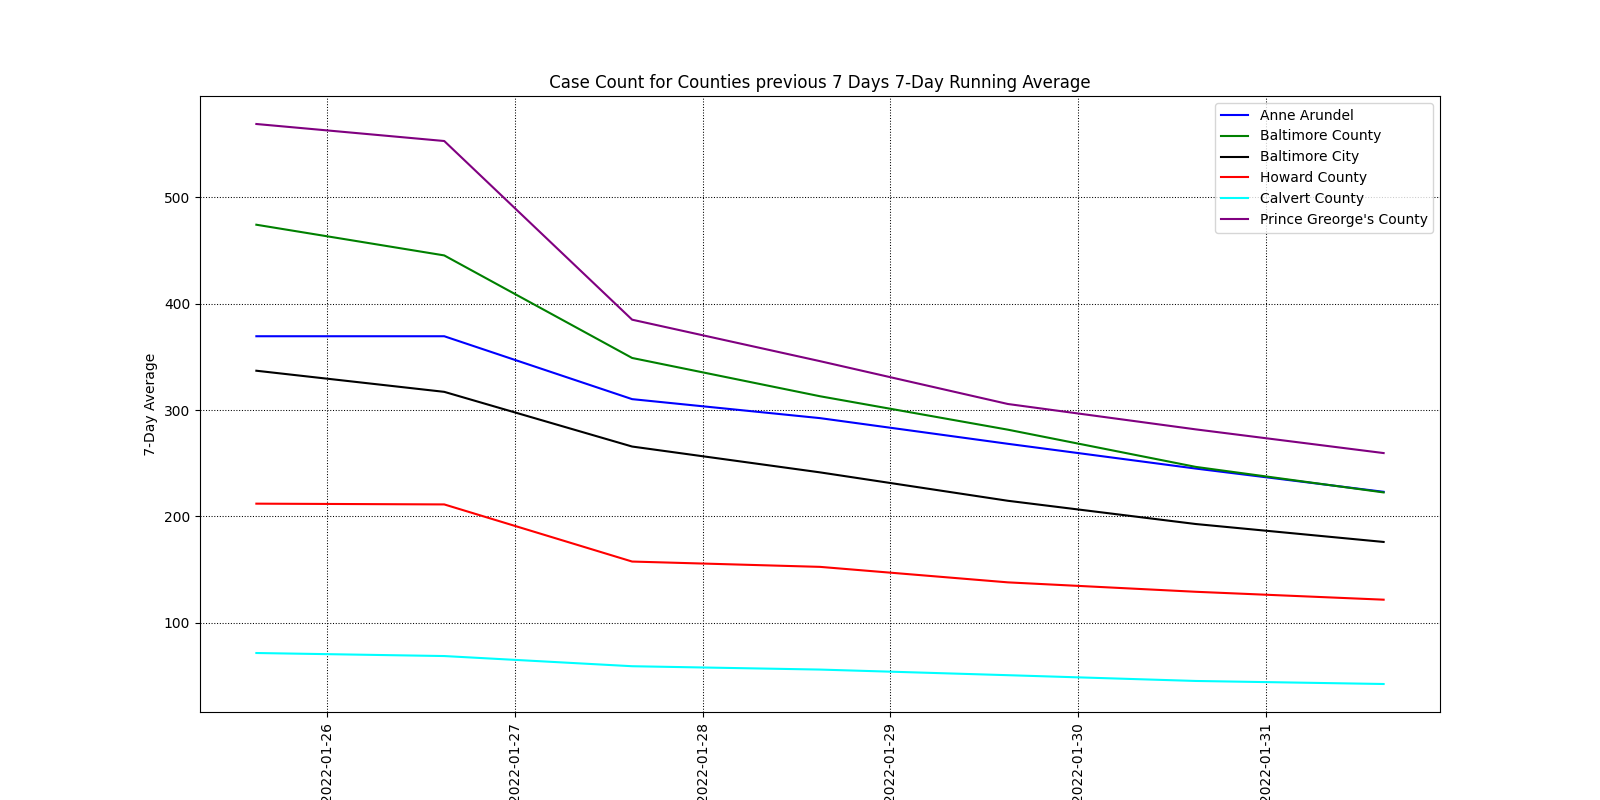 Case Count for Counties previous 7 Days 7-Day Running Average
Anne Arundel
Baltimore County
Baltimore City
Howard County
Calvert County
Prince Greorge's County
7-Day Average
500
400
300
200
100
2022-01-26
2022-01-27
2022-01-28
2022-01-29
2022-01-30
2022-01-31